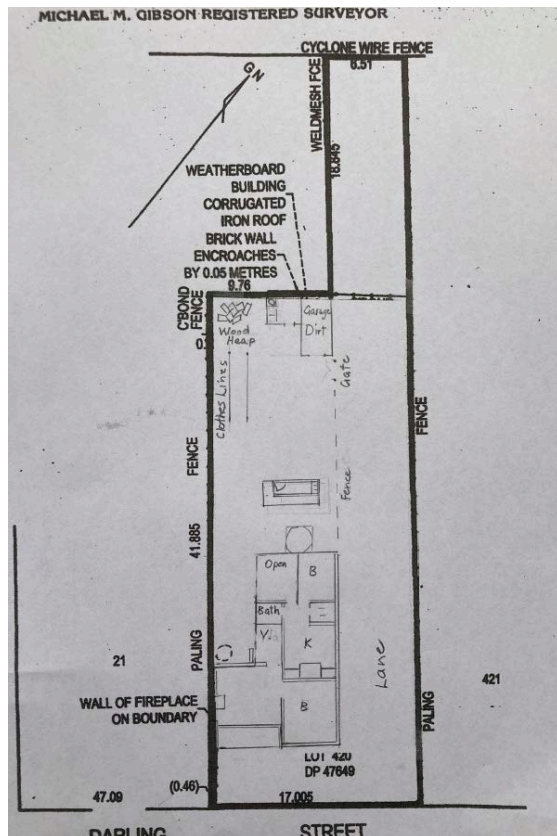 MICHAEL M. GIBSON REGISTERED SURVEYOR
CYCLONE WIRE FENCE
6.51
GN
WELDMESH FCE
18.845
WEATHERBOARD
BUILDING
CORRUGATED
IRON ROOF
BRICK WALL
ENCROACHES
BY 0.05 METRES
9.76
C'BOND
FENCE
Wood
Heap
Garage
Dirt
Clothes Lines
Gate
FENCE
FENCE
Fence
41.885
Open
B
Bath
K
PALING
21
Lane
421
WALL OF FIREPLACE
ON BOUNDARY
B
PALING
LOT 420
DP 47649
(0.46)
47.09
17.005
DARLING STREET